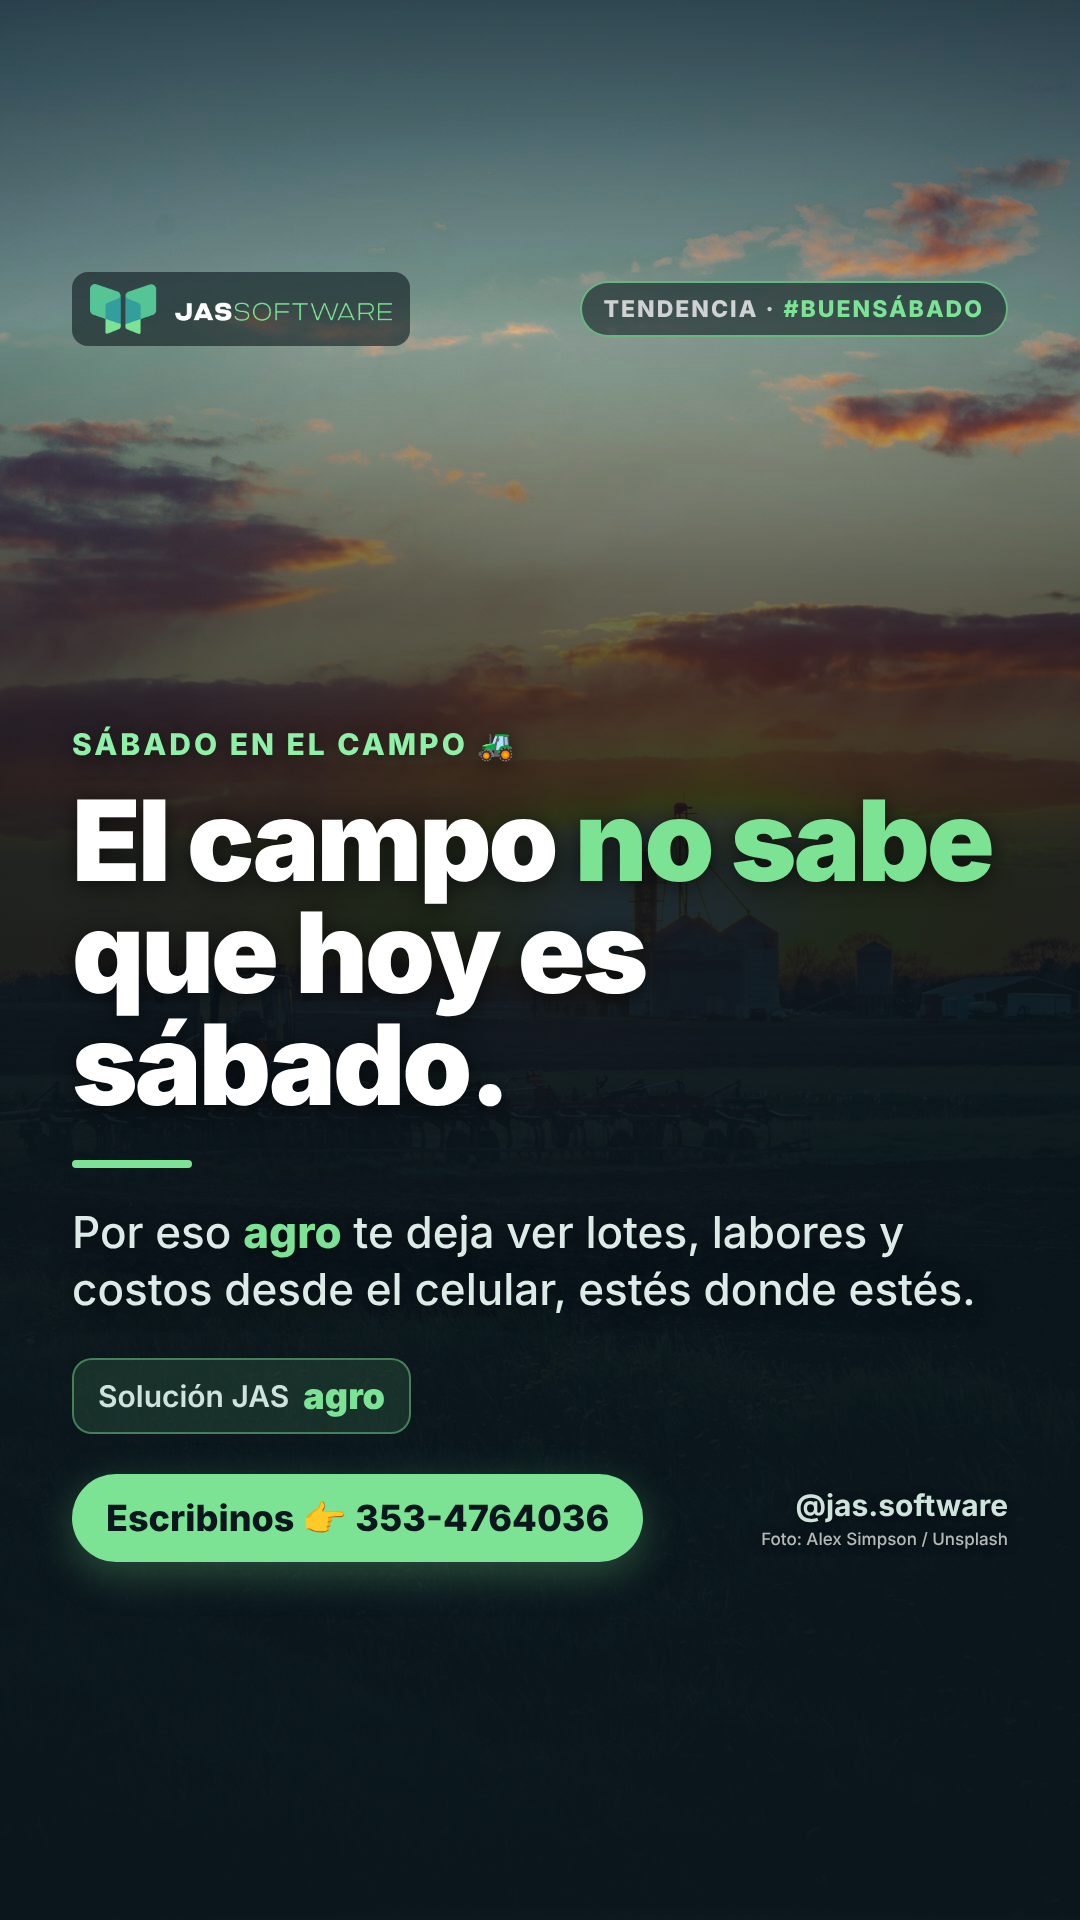 JASSOFTWARE
TENDENCIA · #BUENSÁBADO
SÁBADO EN EL CAMPO 🚜
El campo no sabe
que hoy es
sábado.
Por eso agro te deja ver lotes, labores y
costos desde el celular, estés donde estés.
Solución JAS agro
Escribinos 👉 353-4764036
@jas.software
Foto: Alex Simpson / Unsplash